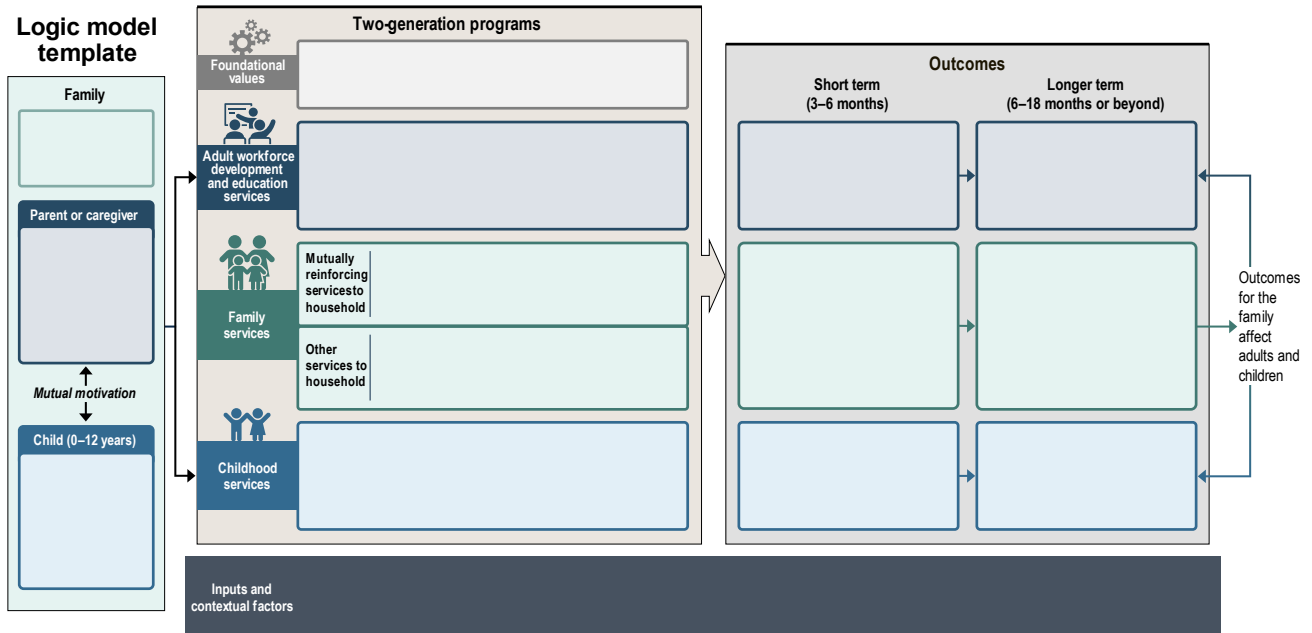 Logic model
template
Family
Parent or caregiver
Mutual motivation
Child (0–12 years)
Two-generation programs
Foundational
values
Adult workforce
development
and education
services
Family
services
Mutually
reinforcing
servicesto
household
Other
services to
household
Childhood
services
Outcomes
Short term
(3–6 months)
Longer term
(6–18 months or beyond)
Outcomes
for the
family
affect
adults and
children
Inputs and
contextual factors